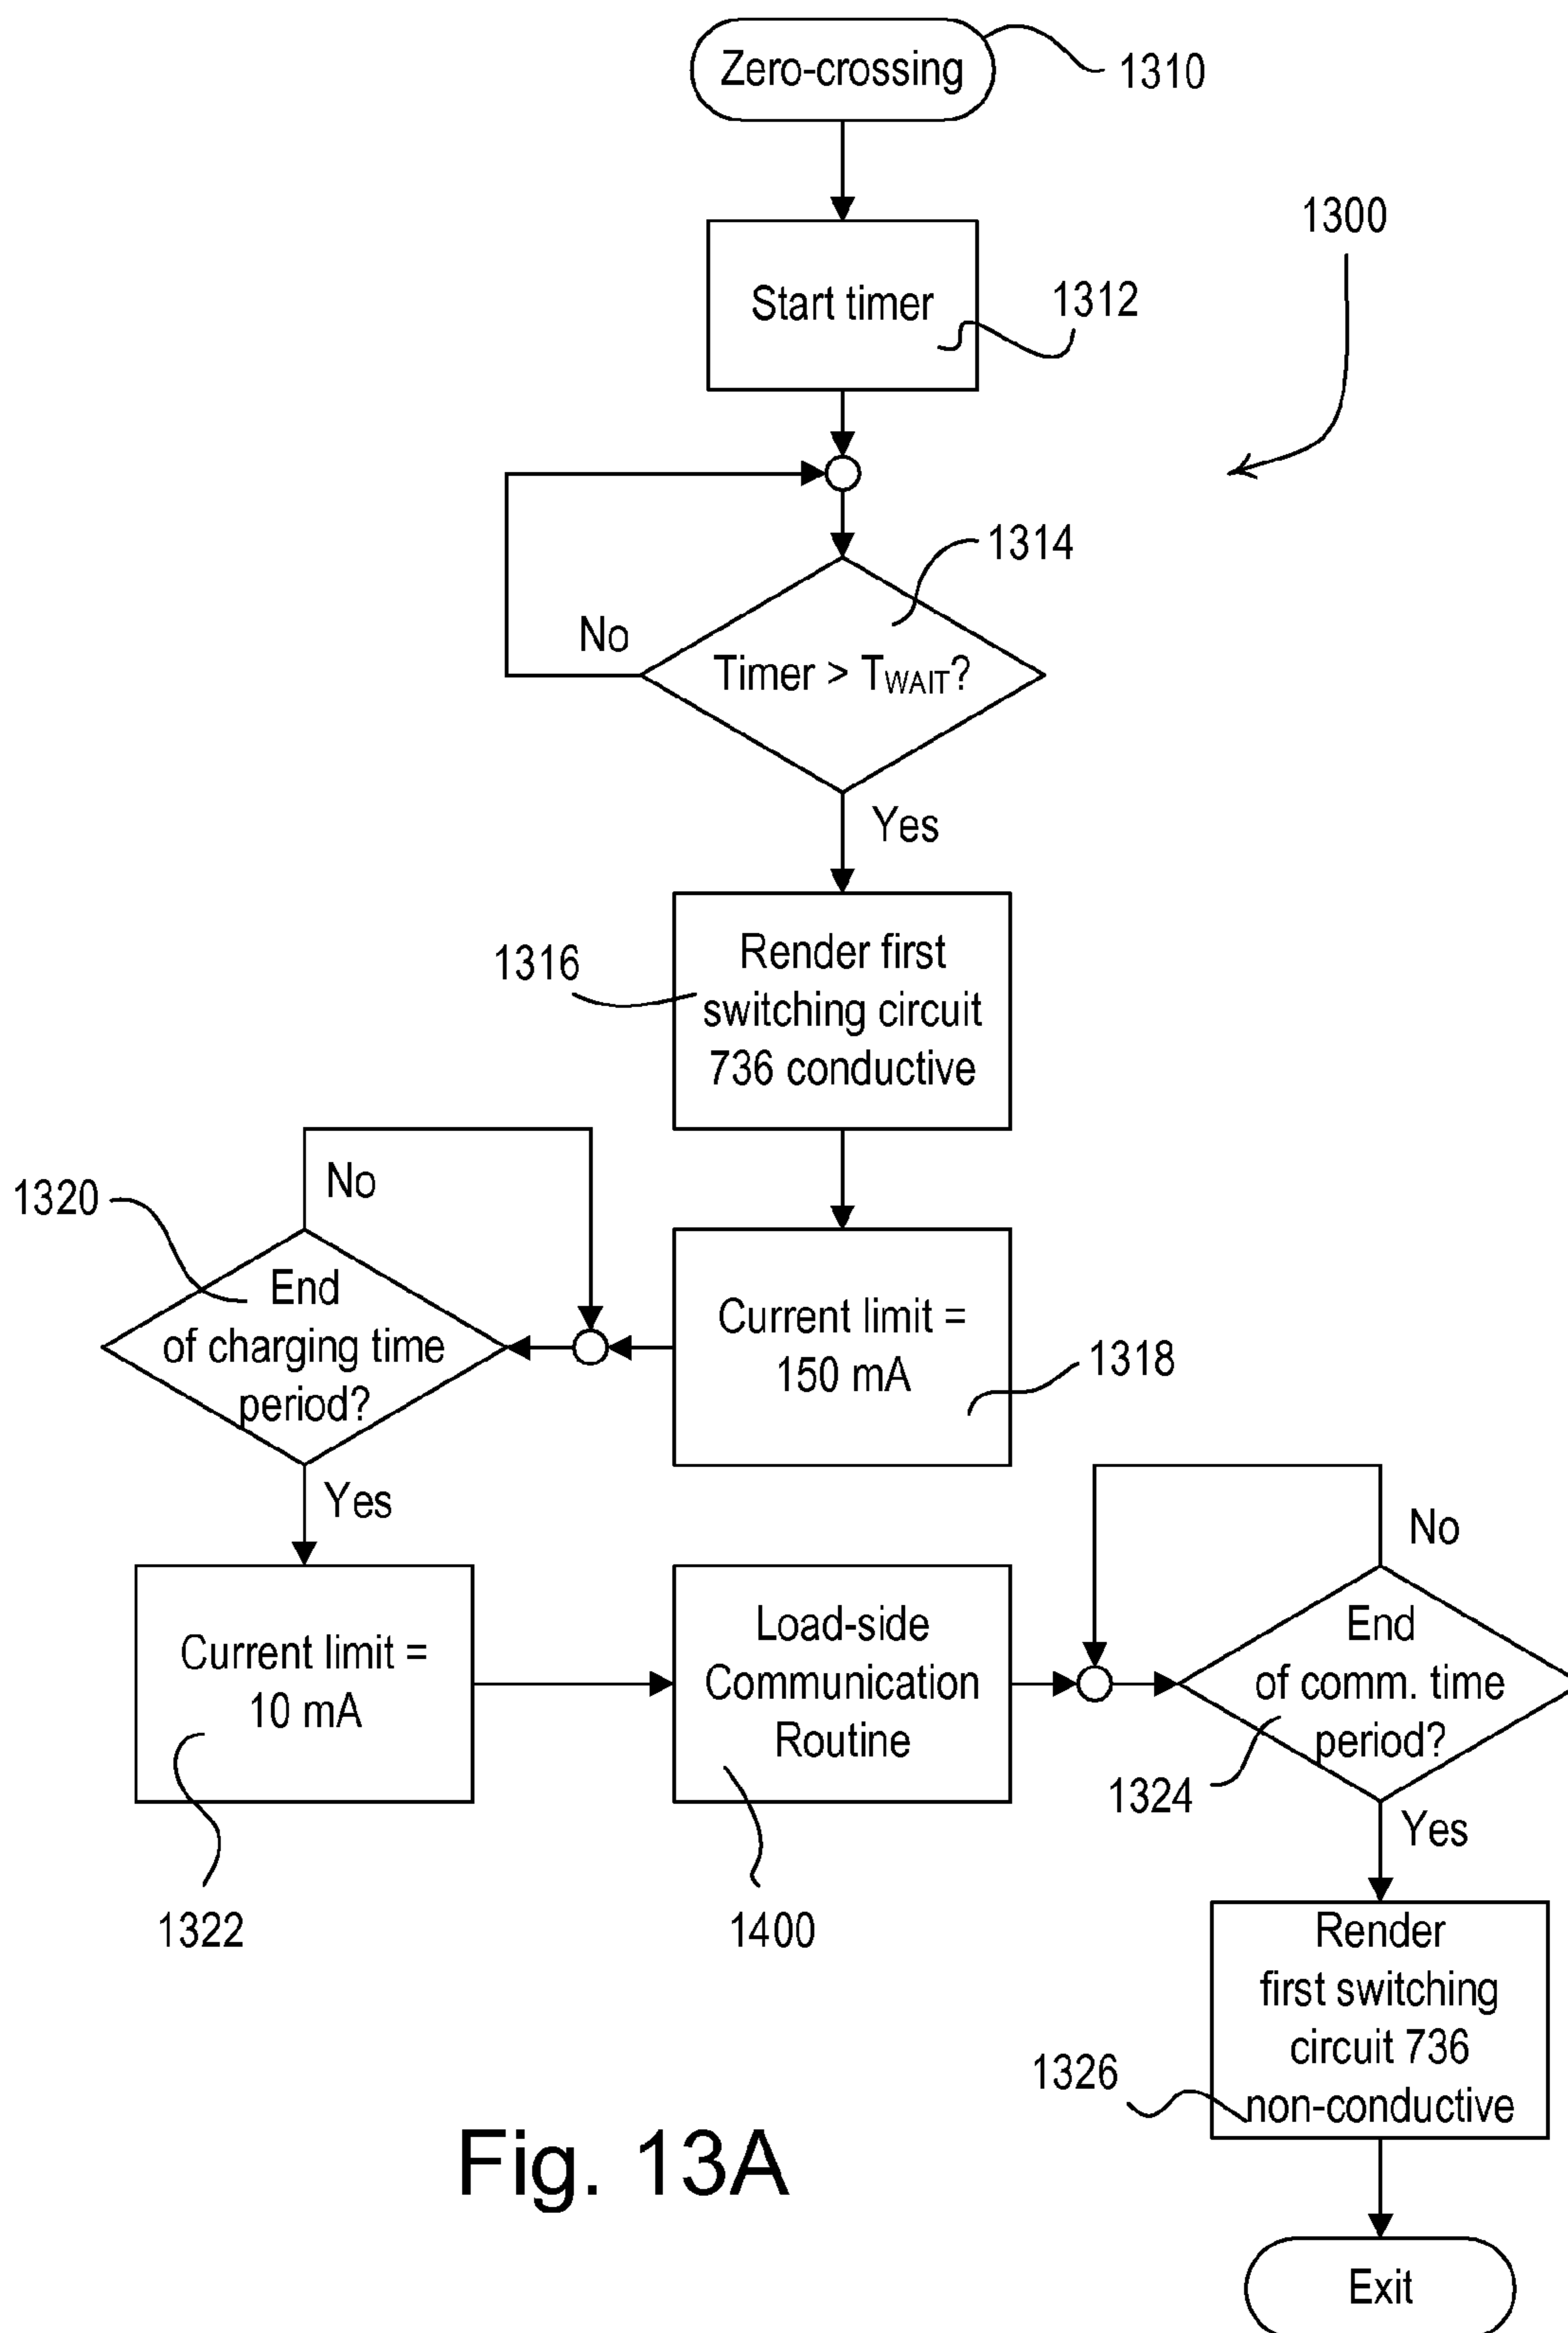 Zero-crossing
1310
1300
Start timer
1312
1314
No
Timer > TWAIT?
Yes
1316
Render first
switching circuit
736 conductive
1320
No
End
of charging time
period?
Current limit =
150 mA
1318
Yes
No
Current limit =
10 mA
Load-side
Communication
Routine
End
of comm. time
period?
1324
Yes
1322
1400
Render
first switching
circuit 736
non-conductive
1326
Fig. 13A
Exit